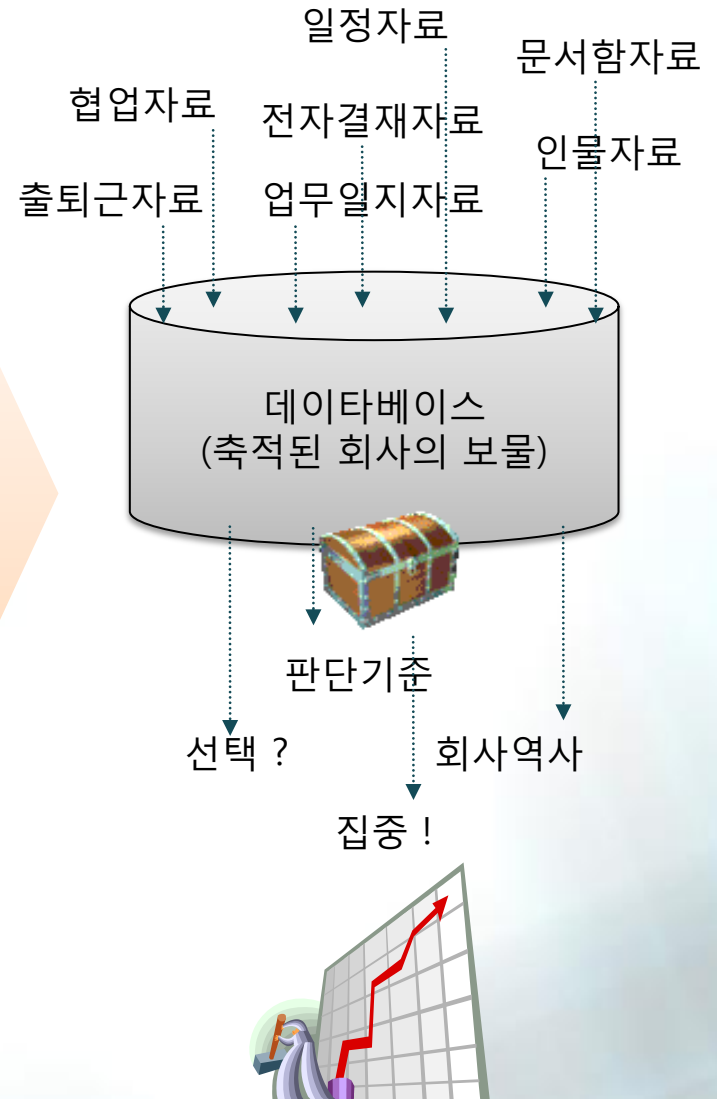 일정자료
문서함자료
협업자료
전자결재자료
인물자료
출퇴근자료
업무일지자료
데이타베이스
(축적된 회사의 보물)
판단기준
선택 ?
회사역사
집중 !